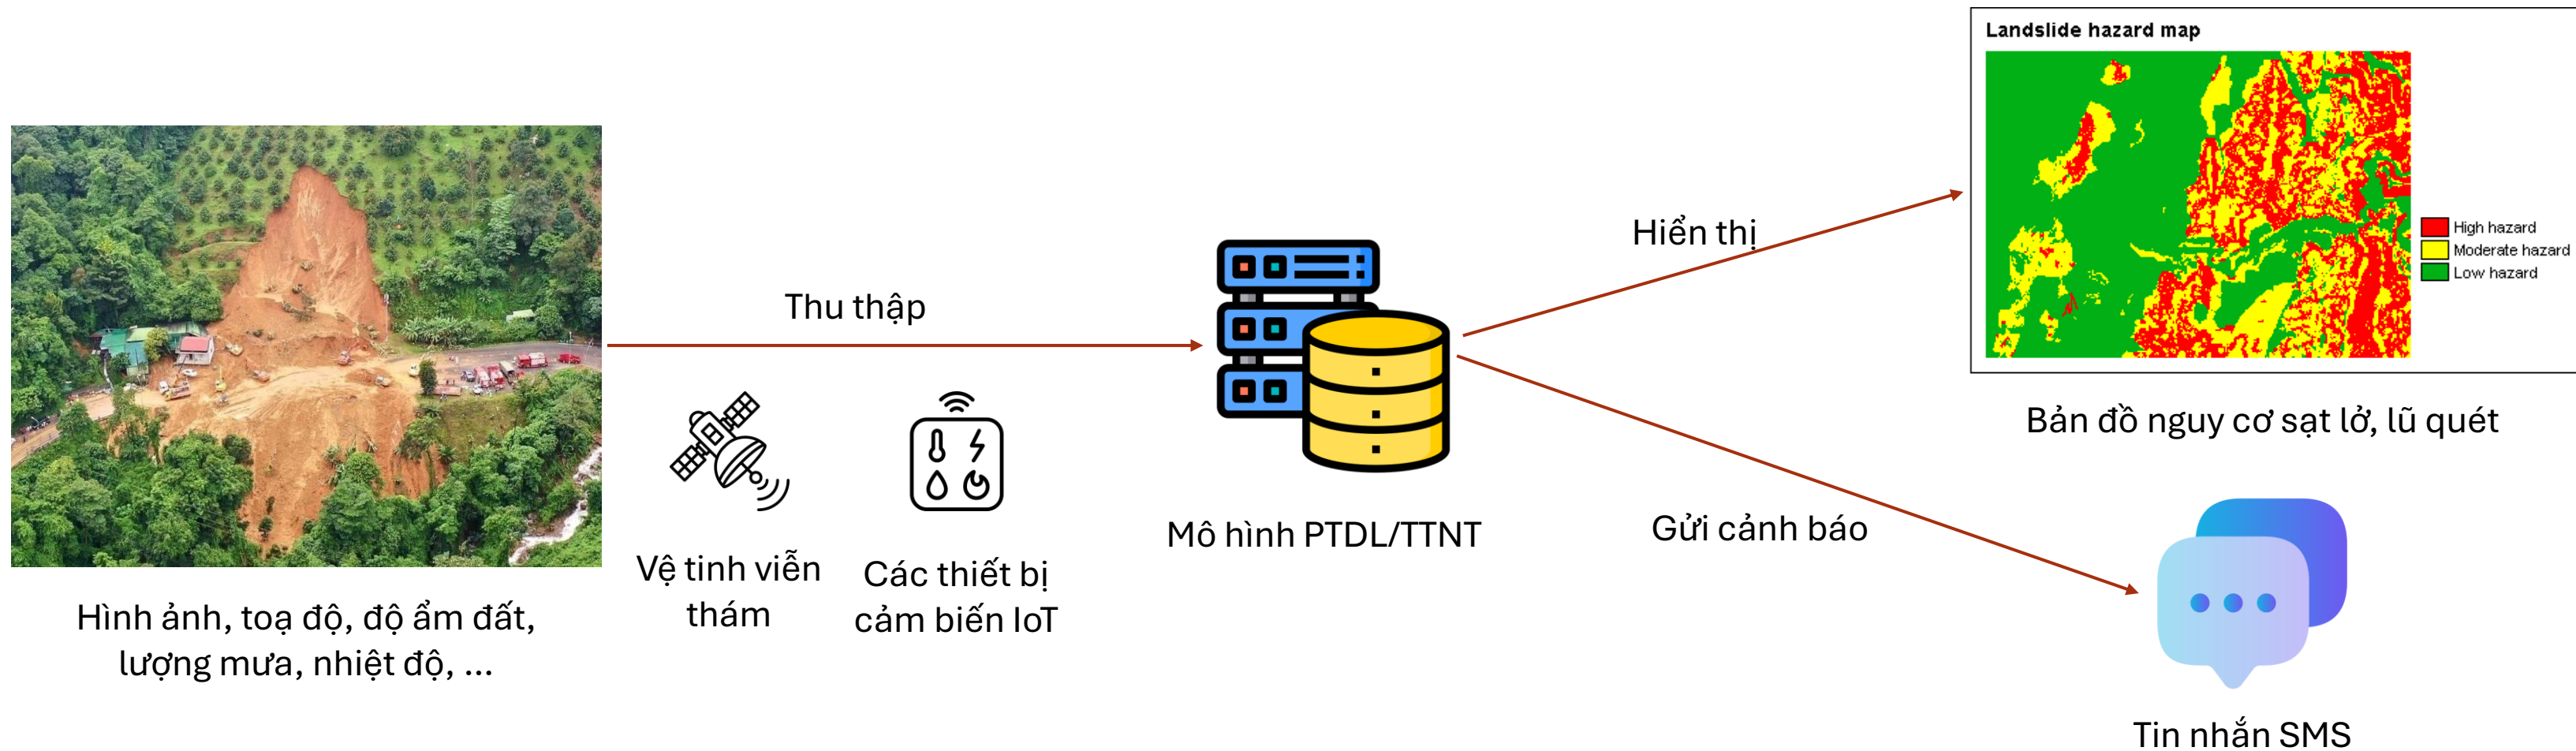 Landslide hazard map
High hazard
Moderate hazard
Low hazard
Hiển thị
Thu thập
Bản đồ nguy cơ sạt lở, lũ quét
Mô hình PTDL/TTNT
Gửi cảnh báo
Vệ tinh viễn
thám
Các thiết bị
cảm biến IoT
Hình ảnh, toạ độ, độ ẩm đất,
lượng mưa, nhiệt độ, ...
Tin nhắn SMS